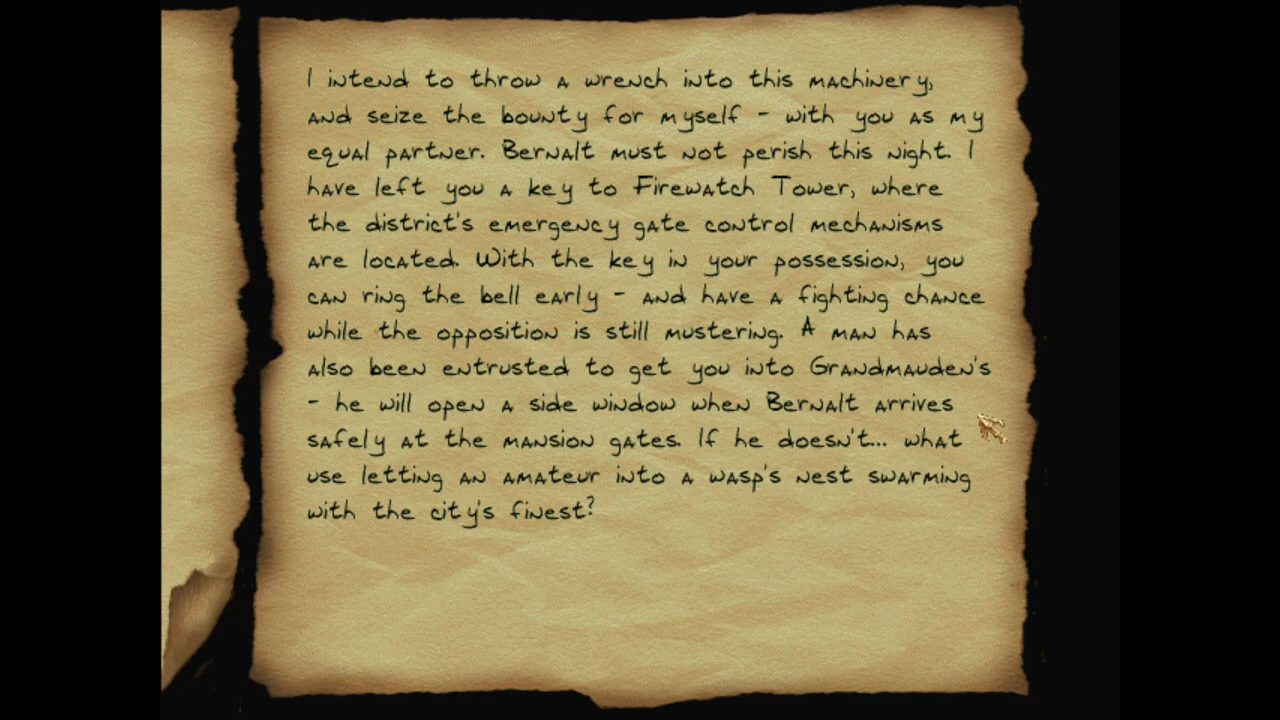 I intend to throw a wrench into this machinery,
and seize the bounty for myself - with you as my
equal partner. Bernalt must not perish this night. I
have left you a key to Firewatch Tower, where
the district's emergency gate control mechanisms
are located. With the key in your possession, you
can ring the bell early - and have a fighting chance
while the opposition is still mustering. A man has
also been entrusted to get you into Grandmauden's
- he will open a side window when Bernalt arrives
safely at the mansion gates. If he doesn't... what
use letting an amateur into a wasp's nest swarming
with the city's finest?